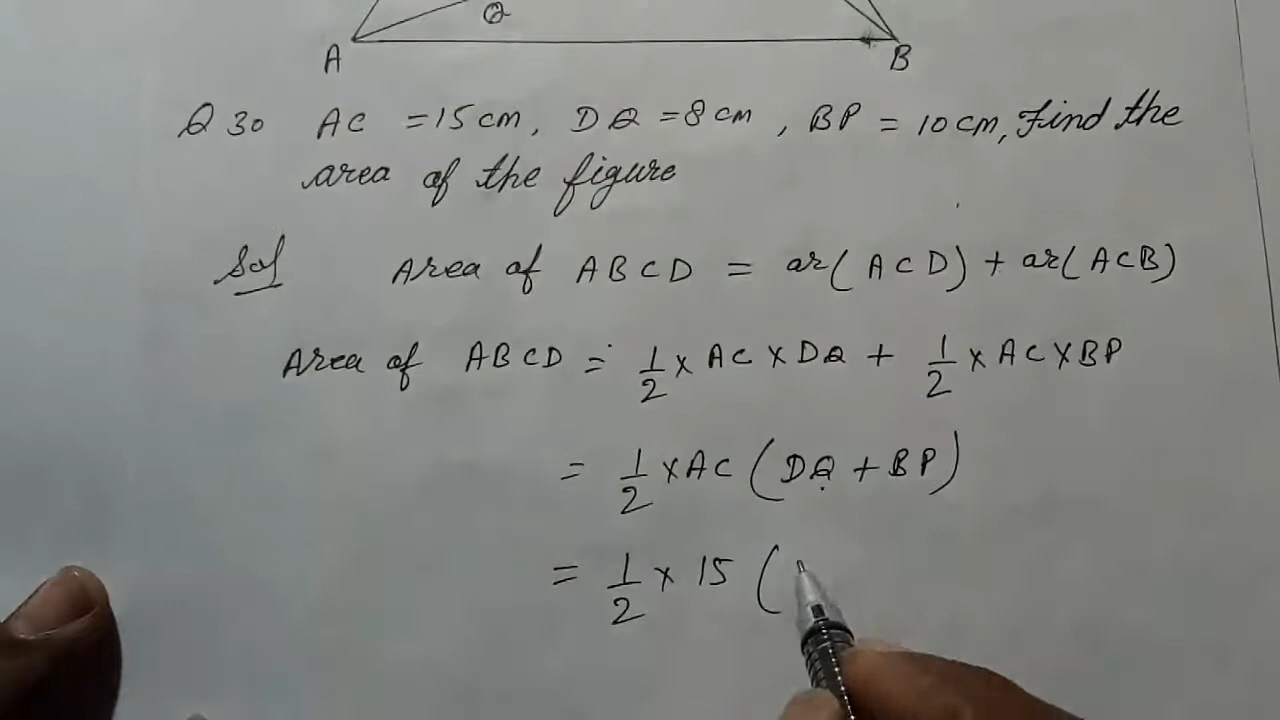 Q
A B
Q 30 AC = 15 cm, DQ = 8 cm, BP = 10 cm, Find the
area of the figure
Sol Area of ABCD = ar(ACD) + ar(ACB)
Area of ABCD = 1/2 × AC × DQ + 1/2 × AC × BP
= 1/2 × AC (DQ + BP)
= 1/2 × 15 (